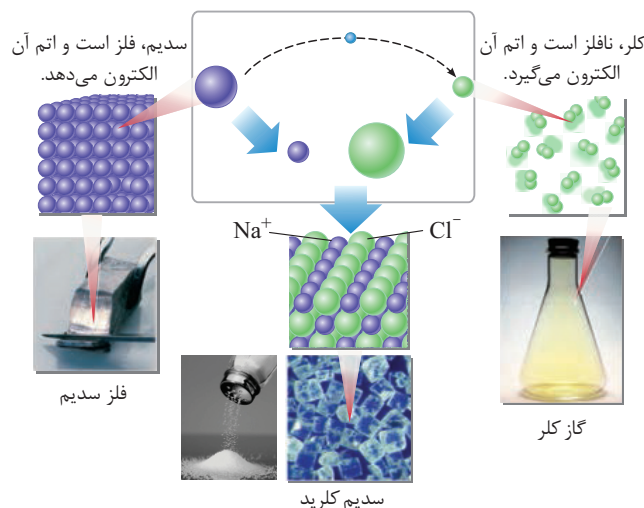 کلر، نافلز است و اتم آن
الکترون می‌گیرد.
سدیم، فلز است و اتم آن
الکترون می‌دهد.
Na⁺
Cl⁻
فلز سدیم
گاز کلر
سدیم کلرید